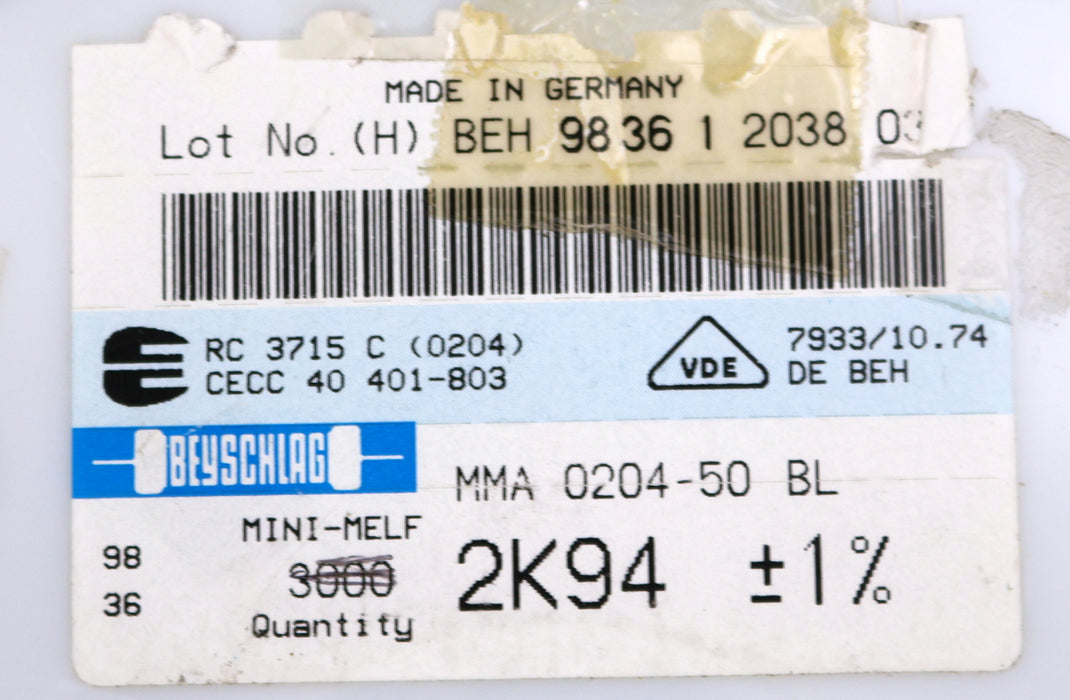 MADE IN GERMANY
Lot No. (H) BEH 98 36 1 2038 03
RC 3715 C (0204)
CECC 40 401-803
VDE
7933/10.74
DE BEH
BEYSCHLAG
MMA 0204-50 BL
MINI-MELF
3000
Quantity
98
36
2K94 ±1%